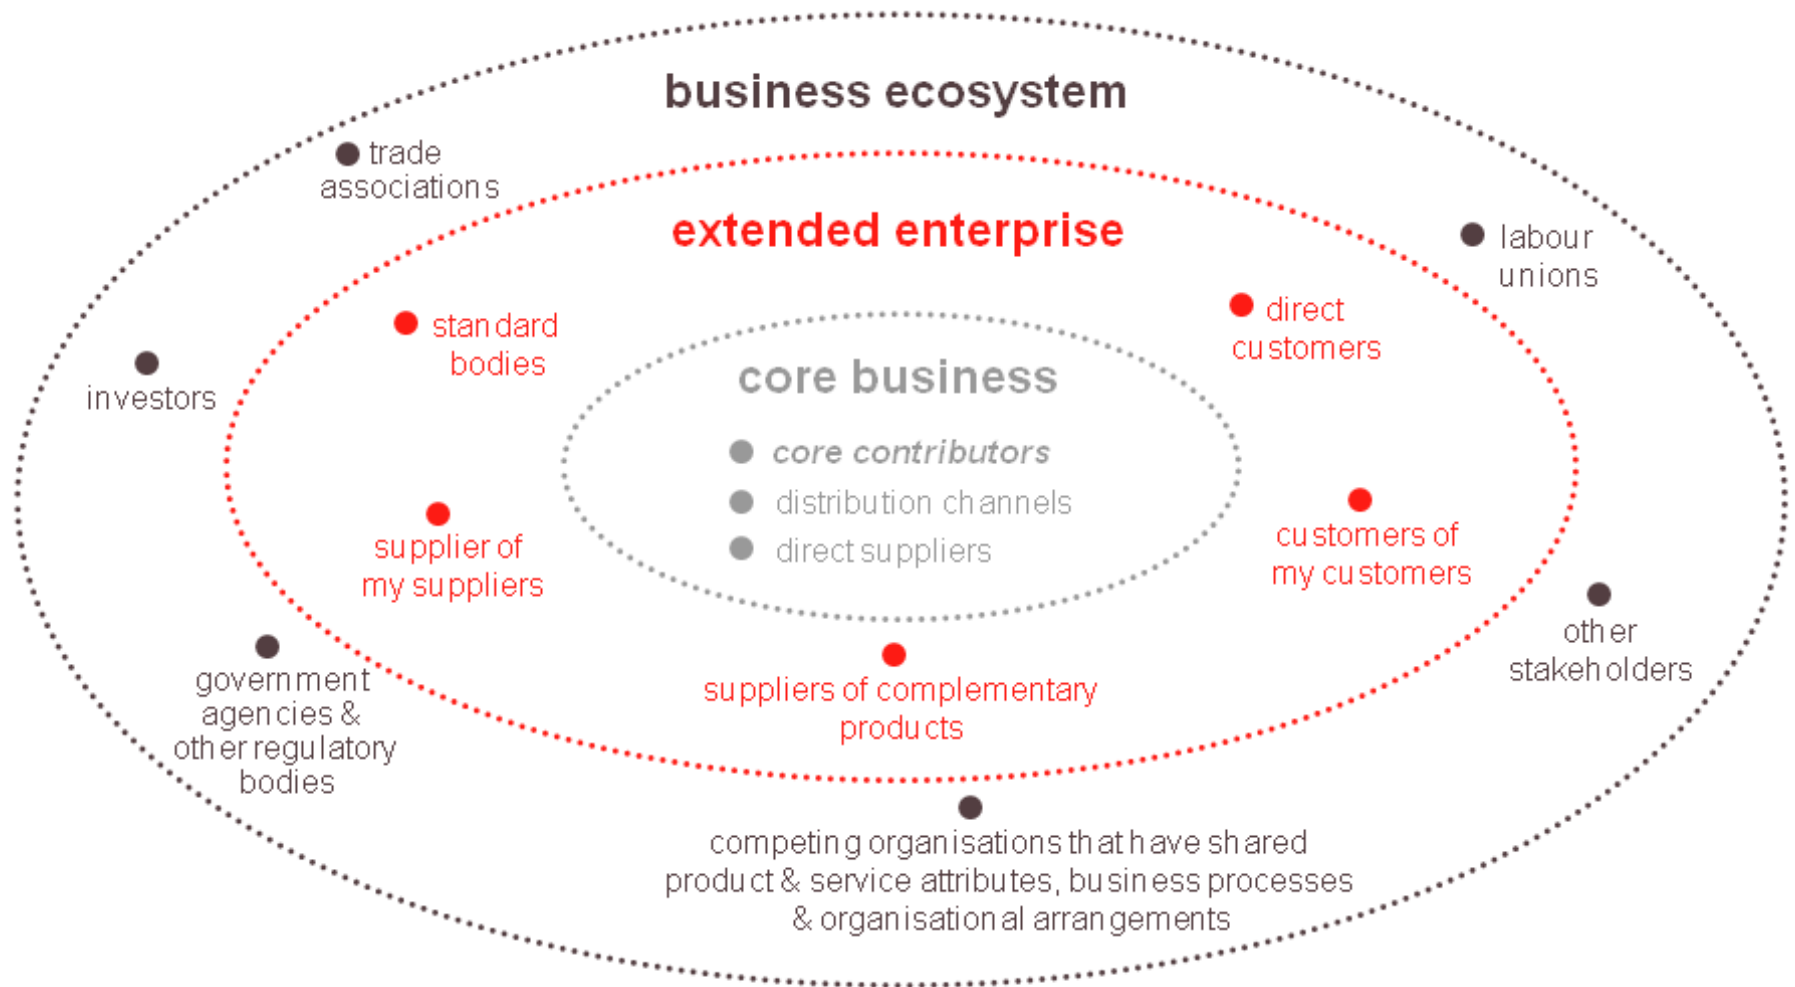 business ecosystem
trade
associations
extended enterprise
labour
unions
standard
bodies
direct
customers
investors
core business
core contributors
distribution channels
direct suppliers
supplier of
my suppliers
customers of
my customers
other
stakeholders
government
agencies &
other regulatory
bodies
suppliers of complementary
products
competing organisations that have shared
product & service attributes, business processes
& organisational arrangements